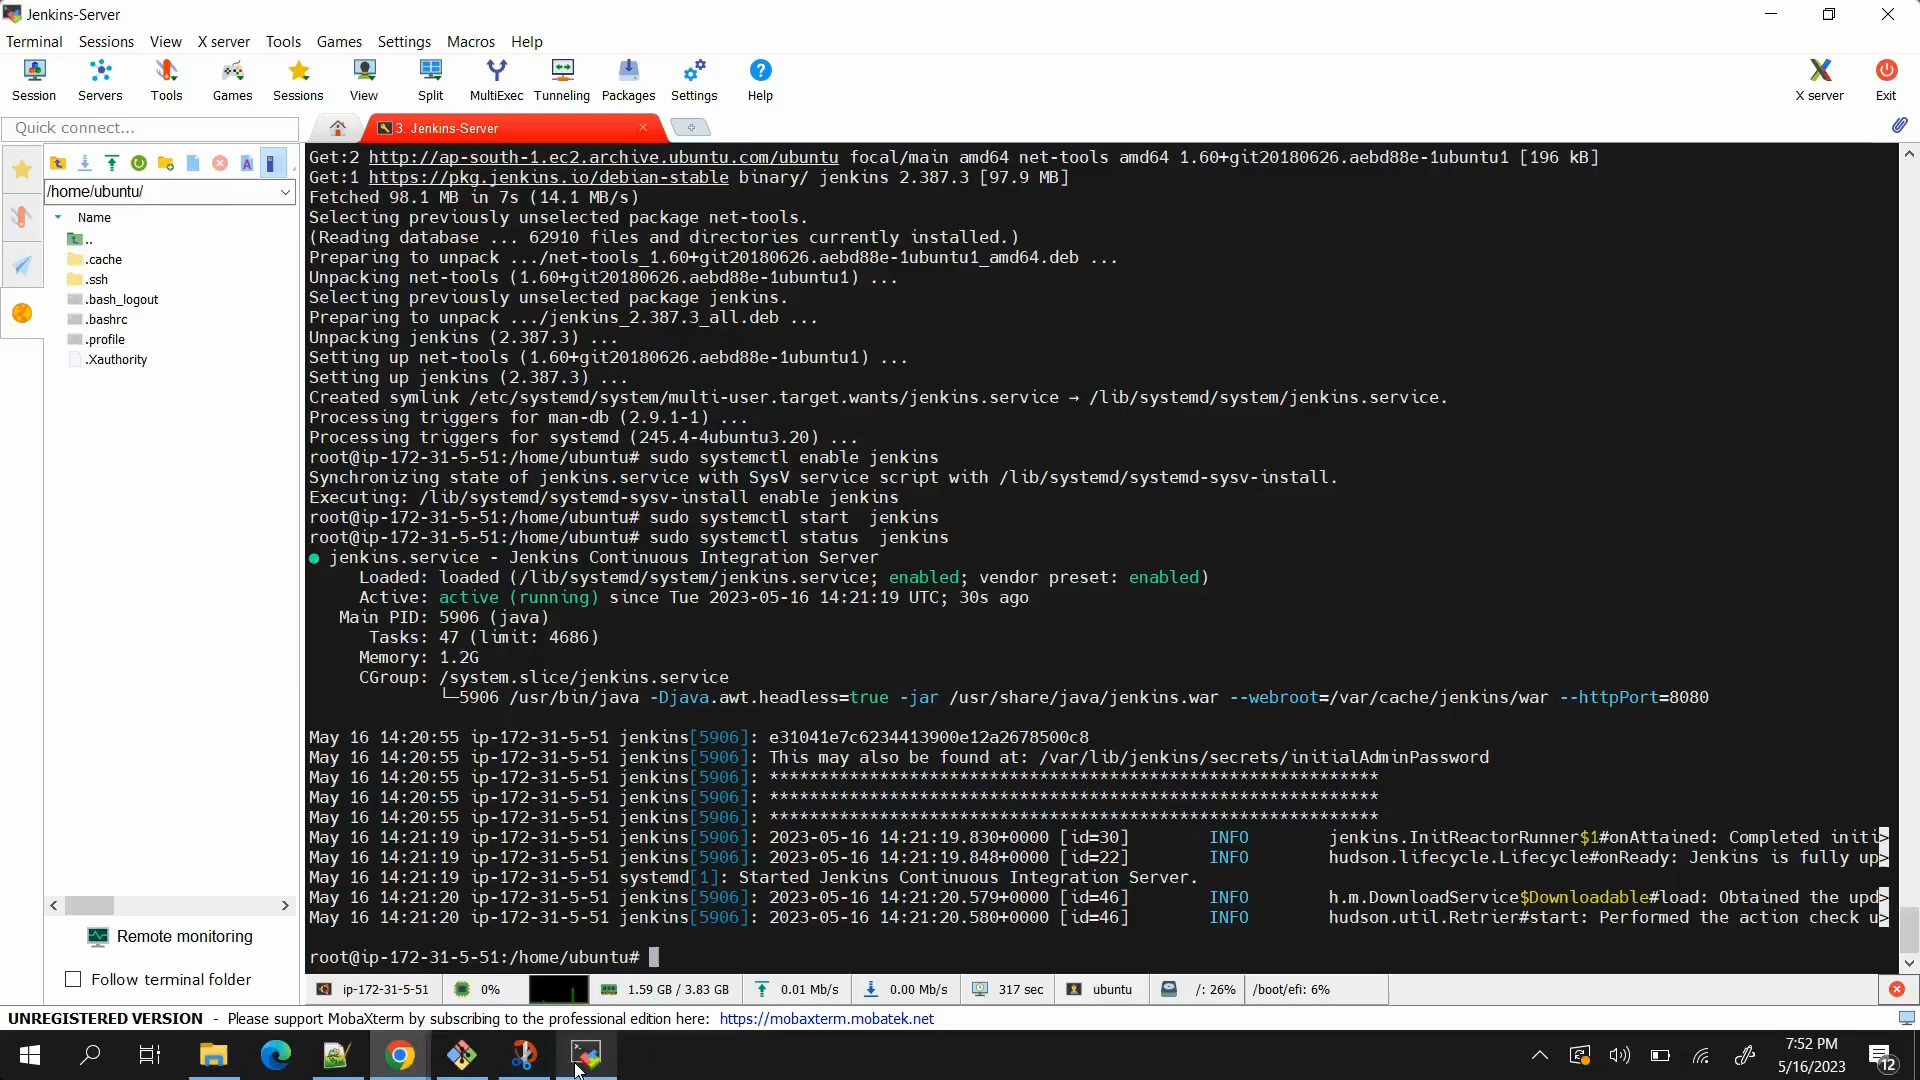 Jenkins-Server
Terminal Sessions View X server Tools Games Settings Macros Help
Session Servers Tools Games Sessions View Split MultiExec Tunneling Packages Settings Help X server Exit
Quick connect...
3. Jenkins-Server
/home/ubuntu/
Name
..
.cache
.ssh
.bash_logout
.bashrc
.profile
.Xauthority
Remote monitoring
Follow terminal folder
Get:2 http://ap-south-1.ec2.archive.ubuntu.com/ubuntu focal/main amd64 net-tools amd64 1.60+git20180626.aebd88e-1ubuntu1 [196 kB]
Get:1 https://pkg.jenkins.io/debian-stable binary/ jenkins 2.387.3 [97.9 MB]
Fetched 98.1 MB in 7s (14.1 MB/s)
Selecting previously unselected package net-tools.
(Reading database ... 62910 files and directories currently installed.)
Preparing to unpack .../net-tools_1.60+git20180626.aebd88e-1ubuntu1_amd64.deb ...
Unpacking net-tools (1.60+git20180626.aebd88e-1ubuntu1) ...
Selecting previously unselected package jenkins.
Preparing to unpack .../jenkins_2.387.3_all.deb ...
Unpacking jenkins (2.387.3) ...
Setting up net-tools (1.60+git20180626.aebd88e-1ubuntu1) ...
Setting up jenkins (2.387.3) ...
Created symlink /etc/systemd/system/multi-user.target.wants/jenkins.service → /lib/systemd/system/jenkins.service.
Processing triggers for man-db (2.9.1-1) ...
Processing triggers for systemd (245.4-4ubuntu3.20) ...
root@ip-172-31-5-51:/home/ubuntu# sudo systemctl enable jenkins
Synchronizing state of jenkins.service with SysV service script with /lib/systemd/systemd-sysv-install.
Executing: /lib/systemd/systemd-sysv-install enable jenkins
root@ip-172-31-5-51:/home/ubuntu# sudo systemctl start  jenkins
root@ip-172-31-5-51:/home/ubuntu# sudo systemctl status  jenkins
● jenkins.service - Jenkins Continuous Integration Server
Loaded: loaded (/lib/systemd/system/jenkins.service; enabled; vendor preset: enabled)
Active: active (running) since Tue 2023-05-16 14:21:19 UTC; 30s ago
Main PID: 5906 (java)
Tasks: 47 (limit: 4686)
Memory: 1.2G
CGroup: /system.slice/jenkins.service
└─5906 /usr/bin/java -Djava.awt.headless=true -jar /usr/share/java/jenkins.war --webroot=/var/cache/jenkins/war --httpPort=8080
May 16 14:20:55 ip-172-31-5-51 jenkins[5906]: e31041e7c6234413900e12a2678500c8
May 16 14:20:55 ip-172-31-5-51 jenkins[5906]: This may also be found at: /var/lib/jenkins/secrets/initialAdminPassword
May 16 14:20:55 ip-172-31-5-51 jenkins[5906]: *************************************************************
May 16 14:20:55 ip-172-31-5-51 jenkins[5906]: *************************************************************
May 16 14:20:55 ip-172-31-5-51 jenkins[5906]: *************************************************************
May 16 14:21:19 ip-172-31-5-51 jenkins[5906]: 2023-05-16 14:21:19.830+0000 [id=30] INFO jenkins.InitReactorRunner$1#onAttained: Completed initi>
May 16 14:21:19 ip-172-31-5-51 jenkins[5906]: 2023-05-16 14:21:19.848+0000 [id=22] INFO hudson.lifecycle.Lifecycle#onReady: Jenkins is fully up>
May 16 14:21:19 ip-172-31-5-51 systemd[1]: Started Jenkins Continuous Integration Server.
May 16 14:21:20 ip-172-31-5-51 jenkins[5906]: 2023-05-16 14:21:20.579+0000 [id=46] INFO h.m.DownloadService$Downloadable#load: Obtained the upd>
May 16 14:21:20 ip-172-31-5-51 jenkins[5906]: 2023-05-16 14:21:20.580+0000 [id=46] INFO hudson.util.Retrier#start: Performed the action check u>
root@ip-172-31-5-51:/home/ubuntu#
ip-172-31-5-51 0% 1.59 GB / 3.83 GB 0.01 Mb/s 0.00 Mb/s 317 sec ubuntu /: 26% /boot/efi: 6%
UNREGISTERED VERSION - Please support MobaXterm by subscribing to the professional edition here: https://mobaxterm.mobatek.net
7:52 PM
5/16/2023
12